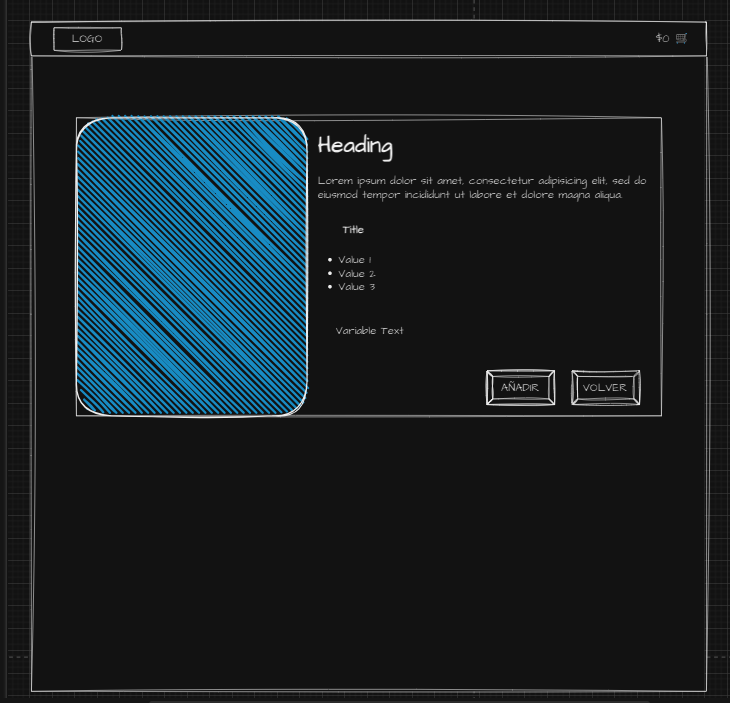 LOGO
$0
Heading
Lorem ipsum dolor sit amet, consectetur adipisicing elit, sed do
eiusmod tempor incididunt ut labore et dolore magna aliqua.
Title
• Value 1
• Value 2
• Value 3
Variable Text
AÑADIR
VOLVER